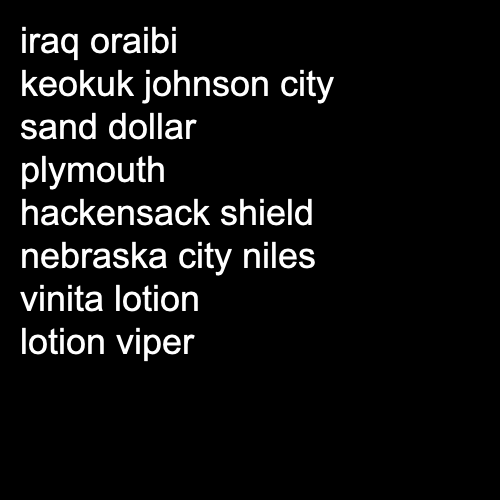 iraq oraibi
keokuk johnson city
sand dollar
plymouth
hackensack shield
nebraska city niles
vinita lotion
lotion viper